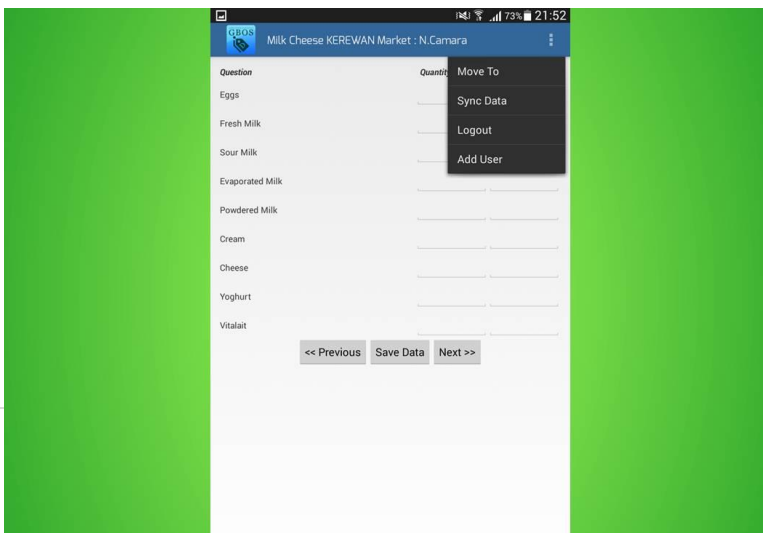 73% 21:52
GBOS
Milk Cheese KEREWAN Market : N.Camara
Question Quantit
Move To
Eggs
Sync Data
Fresh Milk
Logout
Sour Milk
Add User
Evaporated Milk
Powdered Milk
Cream
Cheese
Yoghurt
Vitalait
<< Previous Save Data Next >>